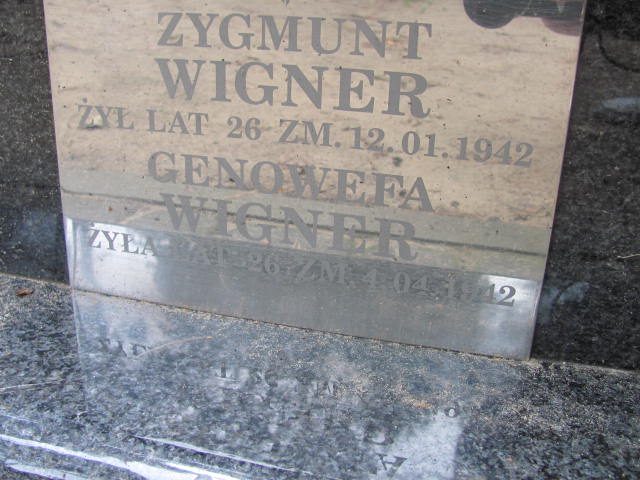 ZYGMUNT
WIGNER
ŻYŁ LAT 26 ZM. 12.01.1942
GENOWEFA
WIGNER
ŻYŁA LAT 26 ZM. 4.04.1942